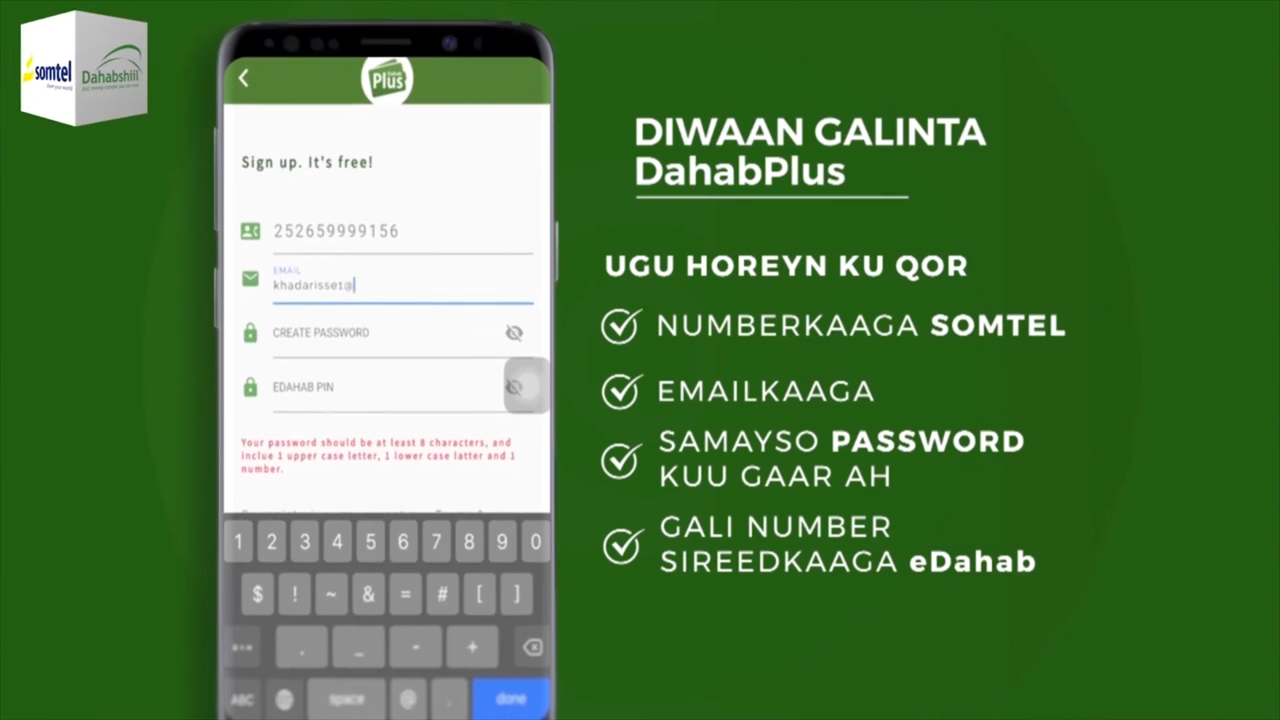 somtel
Dahabshiil
Dahab
Plus
Sign up. It's free!
252659999156
EMAIL
khadarisse1@
CREATE PASSWORD
EDAHAB PIN
Your password should be at least 8 characters, and
inclue 1 upper case letter, 1 lower case latter and 1
number.
1 2 3 4 5 6 7 8 9 0
$ ! ~ & = # [ ]
. _ - +
ABC space @ . done
DIWAAN GALINTA
DahabPlus
UGU HOREYN KU QOR
NUMBERKAAGA SOMTEL
EMAILKAAGA
SAMAYSO PASSWORD
KUU GAAR AH
GALI NUMBER
SIREEDKAAGA eDahab